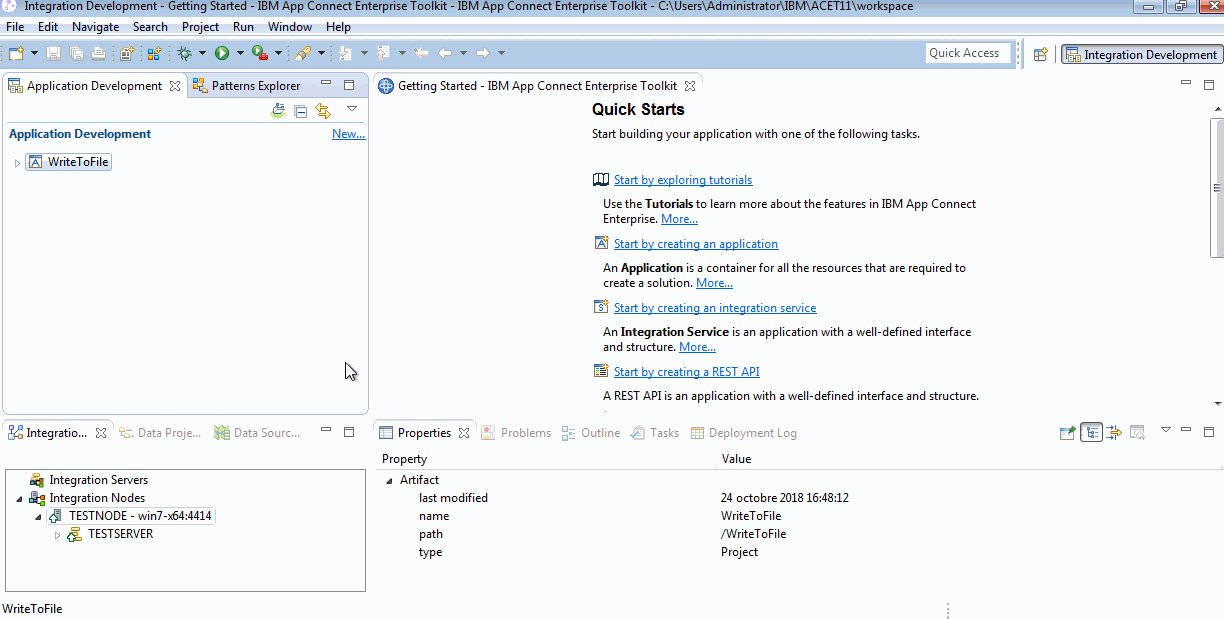 Integration Development - Getting Started - IBM App Connect Enterprise Toolkit - IBM App Connect Enterprise Toolkit - C:\Users\Administrator\IBM\ACET11\workspace
File Edit Navigate Search Project Run Window Help
Quick Access
Integration Development
Application Development
Patterns Explorer
Application Development
New...
WriteToFile
Getting Started - IBM App Connect Enterprise Toolkit
Quick Starts
Start building your application with one of the following tasks.
Start by exploring tutorials
Use the Tutorials to learn more about the features in IBM App Connect
Enterprise. More...
Start by creating an application
An Application is a container for all the resources that are required to
create a solution. More...
Start by creating an integration service
An Integration Service is an application with a well-defined interface
and structure. More...
Start by creating a REST API
A REST API is an application with a well-defined interface and structure.
Integratio...
Data Proje...
Data Sourc...
Integration Servers
Integration Nodes
TESTNODE - win7-x64:4414
TESTSERVER
Properties
Problems
Outline
Tasks
Deployment Log
Property Value
Artifact
last modified 24 octobre 2018 16:48:12
name WriteToFile
path /WriteToFile
type Project
WriteToFile